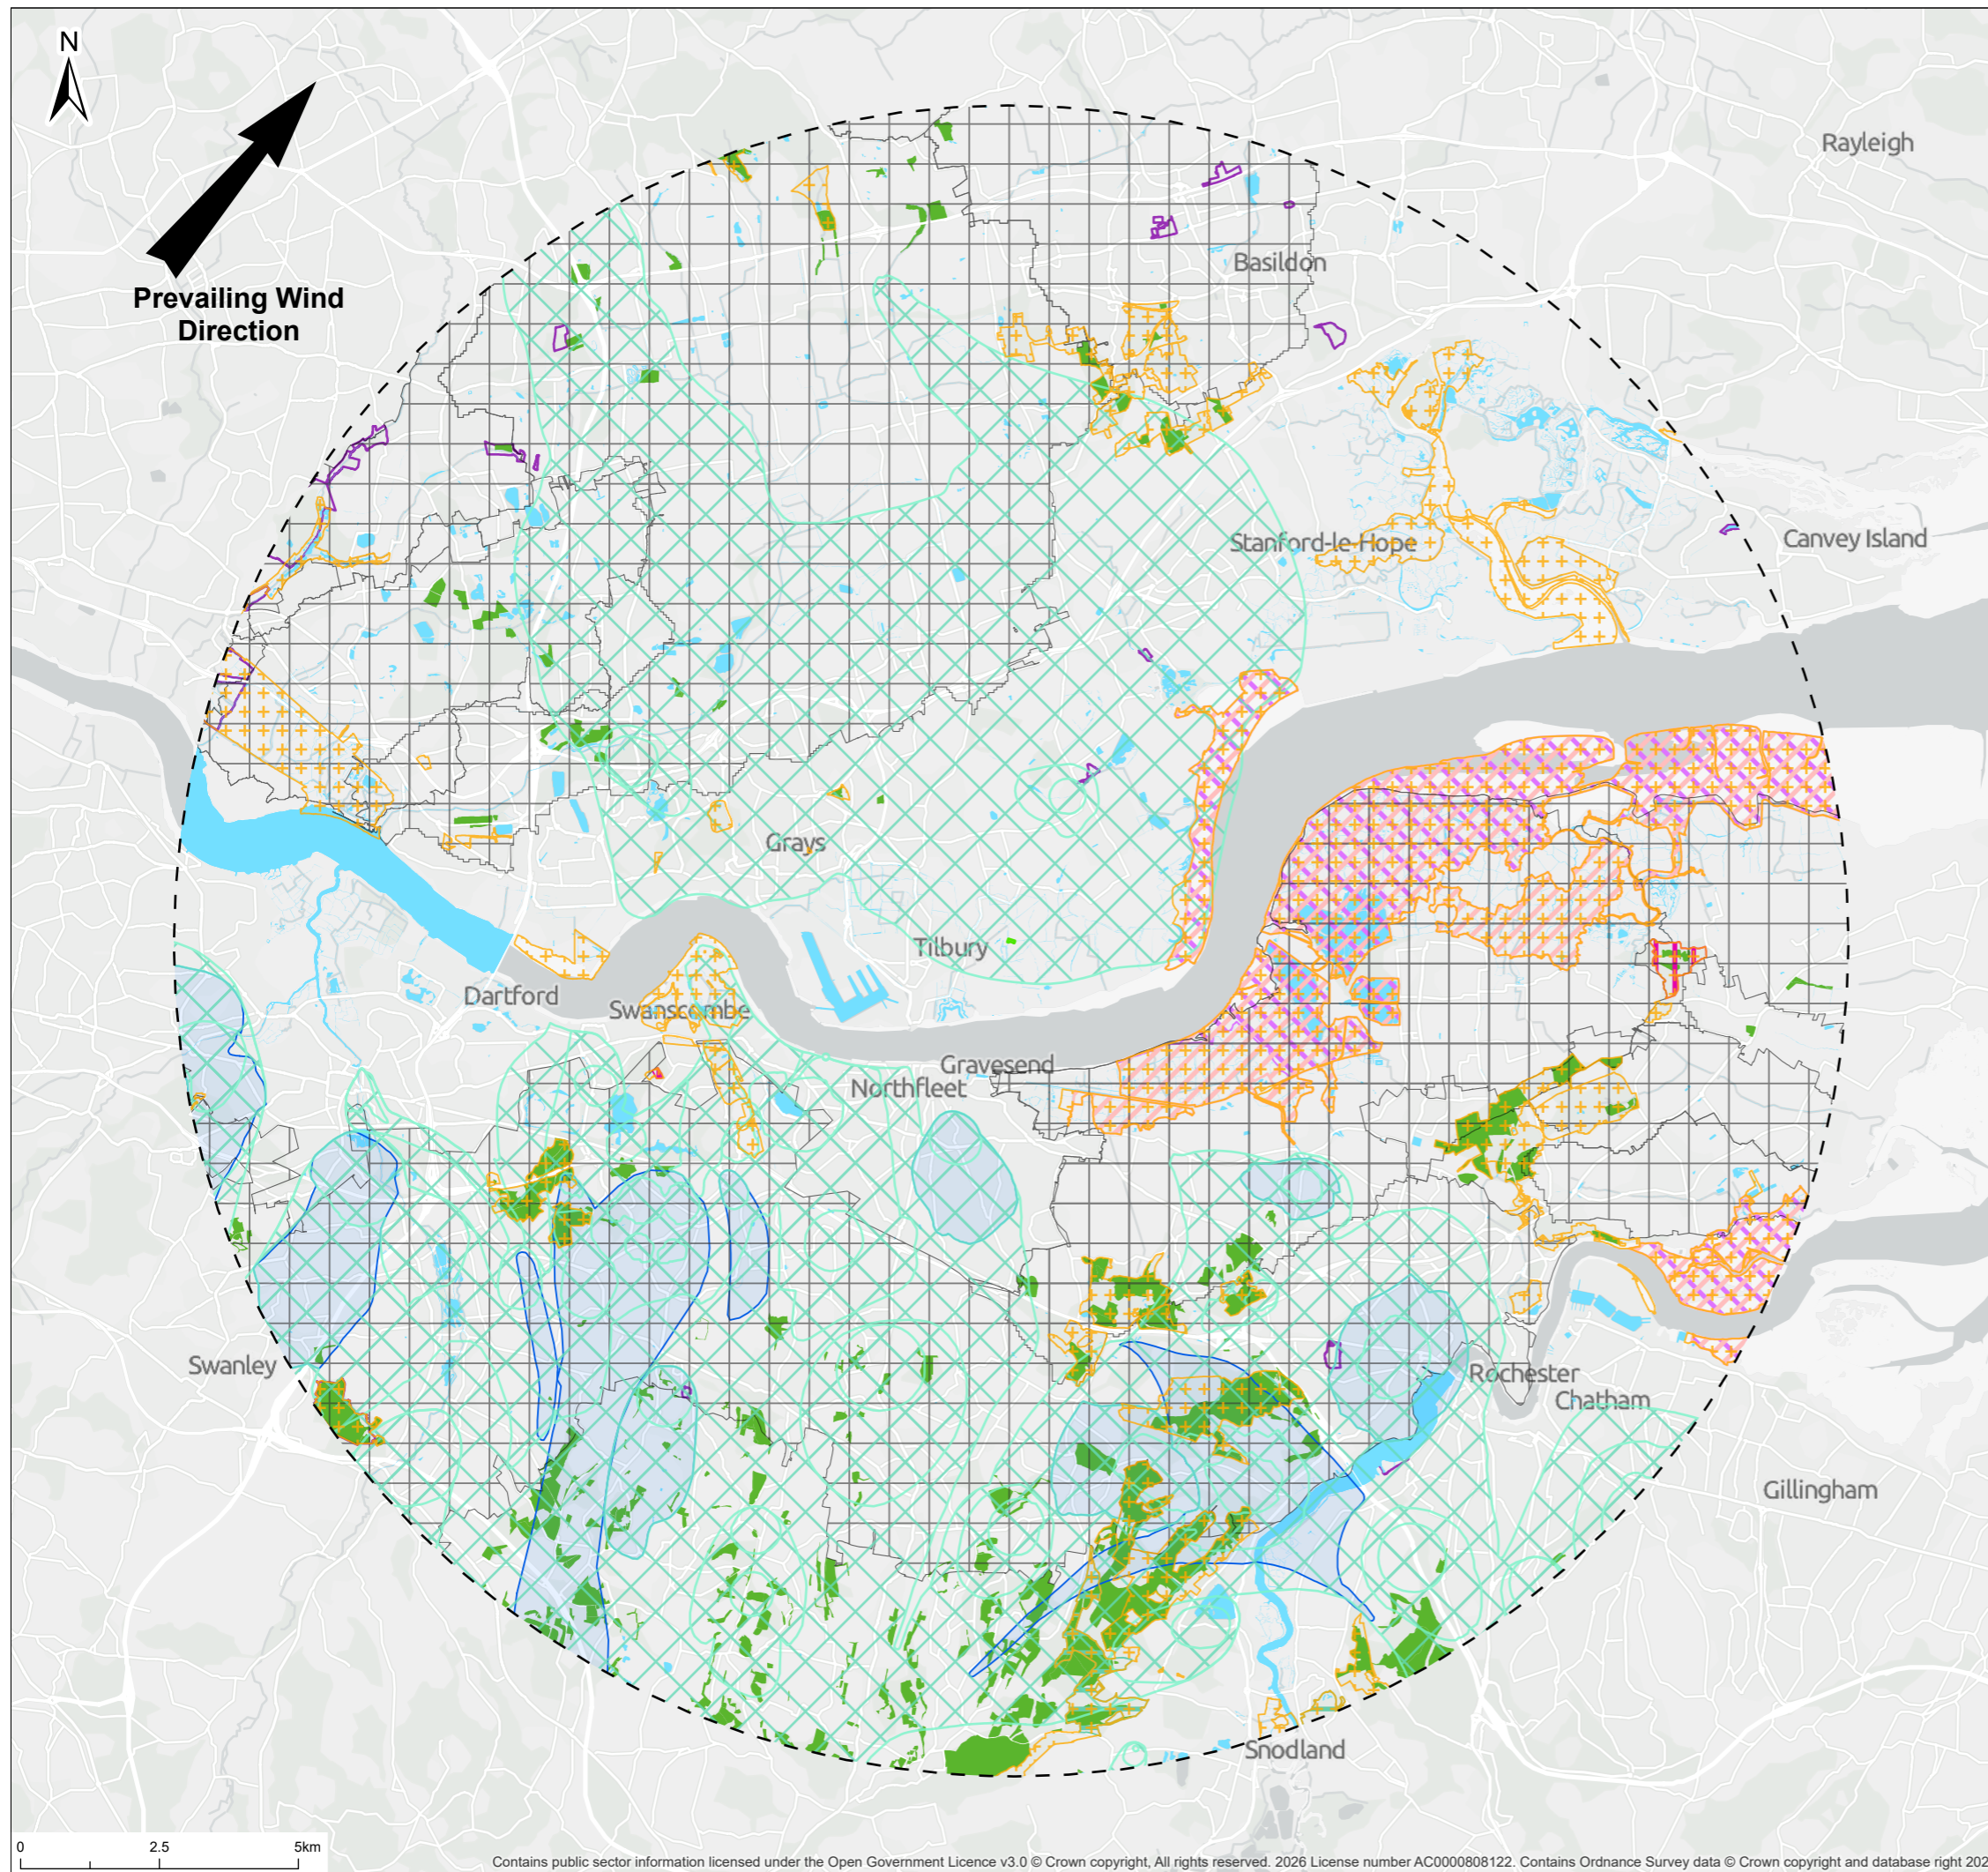 N
Prevailing Wind
Direction
Rayleigh
Basildon
Stanford-le-Hope
Canvey Island
Grays
Tilbury
Dartford
Swanscombe
Gravesend
Northfleet
Swanley
Rochester
Chatham
Gillingham
Snodland
0 2.5 5km
Contains public sector information licensed under the Open Government Licence v3.0 © Crown copyright, All rights reserved. 2026 License number AC0000808122. Contains Ordnance Survey data © Crown copyright and database right 20